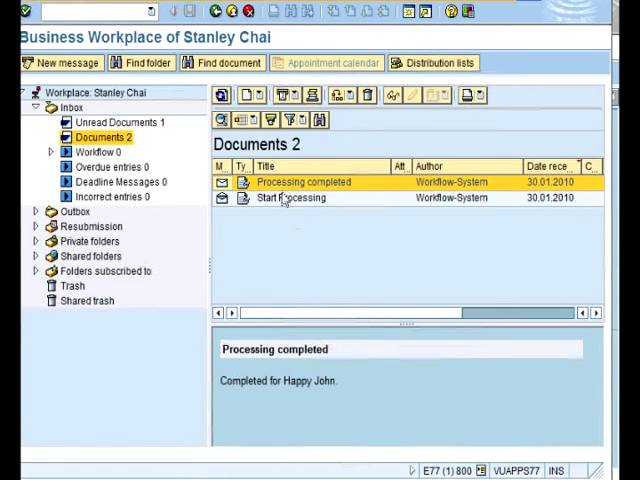 Business Workplace of Stanley Chai
New message Find folder Find document Appointment calendar Distribution lists
Workplace: Stanley Chai
Inbox
Unread Documents 1
Documents 2
Workflow 0
Overdue entries 0
Deadline Messages 0
Incorrect entries 0
Outbox
Resubmission
Private folders
Shared folders
Folders subscribed to
Trash
Shared trash
Documents 2
M... Ty... Title Att... Author Date rece... C...
Processing completed Workflow-System 30.01.2010
Start Processing Workflow-System 30.01.2010
Processing completed
Completed for Happy John.
E77 (1) 800 VUAPPS77 INS